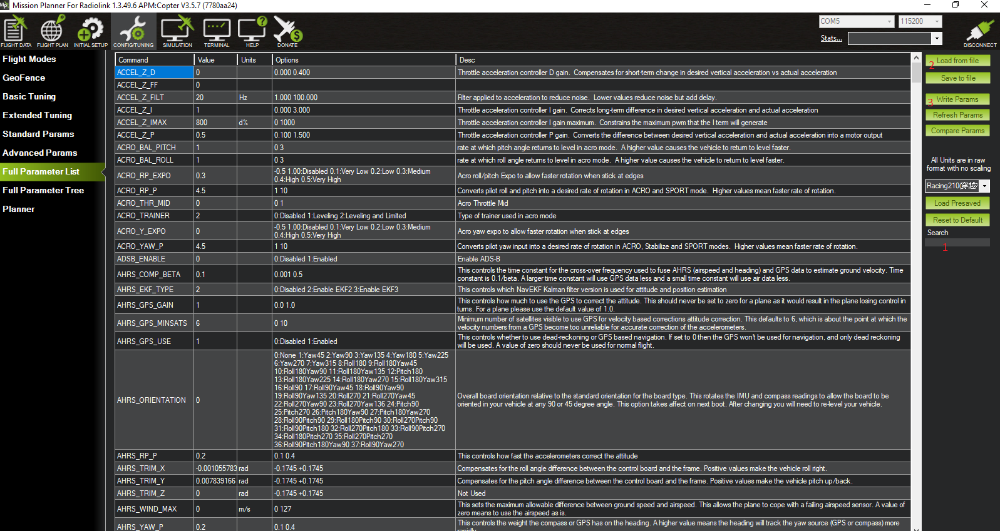 Mission Planner For Radiolink 1.3.49.6 APM:Copter V3.5.7 (7780aa24)
FLIGHT DATA FLIGHT PLAN INITIAL SETUP CONFIG/TUNING SIMULATION TERMINAL HELP DONATE
COM5 115200
Stats...
DISCONNECT
Flight Modes
GeoFence
Basic Tuning
Extended Tuning
Standard Params
Advanced Params
Full Parameter List
Full Parameter Tree
Planner
Command Value Units Options Desc
ACCEL_Z_D 0 0.000 0.400 Throttle acceleration controller D gain. Compensates for short-term change in desired vertical acceleration vs actual acceleration
ACCEL_Z_FF 0
ACCEL_Z_FILT 20 Hz 1.000 100.000 Filter applied to acceleration to reduce noise. Lower values reduce noise but add delay.
ACCEL_Z_I 1 0.000 3.000 Throttle acceleration controller I gain. Corrects long-term difference in desired vertical acceleration and actual acceleration
ACCEL_Z_IMAX 800 d% 0 1000 Throttle acceleration controller I gain maximum. Constrains the maximum pwm that the I term will generate
ACCEL_Z_P 0.5 0.100 1.500 Throttle acceleration controller P gain. Converts the difference between desired vertical acceleration and actual acceleration into a motor output
ACRO_BAL_PITCH 1 0 3 rate at which pitch angle returns to level in acro mode. A higher value causes the vehicle to return to level faster.
ACRO_BAL_ROLL 1 0 3 rate at which roll angle returns to level in acro mode. A higher value causes the vehicle to return to level faster.
ACRO_RP_EXPO 0.3 -0.5 1.00:Disabled 0.1:Very Low 0.2:Low 0.3:Medium
0.4:High 0.5:Very High
Acro roll/pitch Expo to allow faster rotation when stick at edges
ACRO_RP_P 4.5 1 10 Converts pilot roll and pitch into a desired rate of rotation in ACRO and SPORT mode. Higher values mean faster rate of rotation.
ACRO_THR_MID 0 0 1 Acro Throttle Mid
ACRO_TRAINER 2 0:Disabled 1:Leveling 2:Leveling and Limited Type of trainer used in acro mode
ACRO_Y_EXPO 0 -0.5 1.00:Disabled 0.1:Very Low 0.2:Low 0.3:Medium
0.4:High 0.5:Very High
Acro yaw expo to allow faster rotation when stick at edges
ACRO_YAW_P 4.5 1 10 Converts pilot yaw input into a desired rate of rotation in ACRO, Stabilize and SPORT modes. Higher values mean faster rate of rotation.
ADSB_ENABLE 0 0:Disabled 1:Enabled Enable ADS-B
AHRS_COMP_BETA 0.1 0.001 0.5 This controls the time constant for the cross-over frequency used to fuse AHRS (airspeed and heading) and GPS data to estimate ground velocity. Time
constant is 0.1/beta. A larger time constant will use GPS data less and a small time constant will use air data less.
AHRS_EKF_TYPE 2 0:Disabled 2:Enable EKF2 3:Enable EKF3 This controls which NavEKF Kalman filter version is used for attitude and position estimation
AHRS_GPS_GAIN 1 0.0 1.0 This controls how much to use the GPS to correct the attitude. This should never be set to zero for a plane as it would result in the plane losing control in
turns. For a plane please use the default value of 1.0.
AHRS_GPS_MINSATS 6 0 10 Minimum number of satellites visible to use GPS for velocity based corrections attitude correction. This defaults to 6, which is about the point at which the
velocity numbers from a GPS become too unreliable for accurate correction of the accelerometers.
AHRS_GPS_USE 1 0:Disabled 1:Enabled This controls whether to use dead-reckoning or GPS based navigation. If set to 0 then the GPS won't be used for navigation, and only dead reckoning
will be used. A value of zero should never be used for normal flight.
AHRS_ORIENTATION 0
0:None 1:Yaw45 2:Yaw90 3:Yaw135 4:Yaw180 5:Yaw225
6:Yaw270 7:Yaw315 8:Roll180 9:Roll180Yaw45
10:Roll180Yaw90 11:Roll180Yaw135 12:Pitch180
13:Roll180Yaw225 14:Roll180Yaw270 15:Roll180Yaw315
16:Roll90 17:Roll90Yaw45 18:Roll90Yaw90
19:Roll90Yaw135 20:Roll270 21:Roll270Yaw45
22:Roll270Yaw90 23:Roll270Yaw136 24:Pitch90
25:Pitch270 26:Pitch180Yaw90 27:Pitch180Yaw270
28:Roll90Pitch90 29:Roll180Pitch90 30:Roll270Pitch90
31:Roll90Pitch180 32:Roll270Pitch180 33:Roll90Pitch270
34:Roll180Pitch270 35:Roll270Pitch270
36:Roll90Pitch180Yaw90 37:Roll90Yaw270
Overall board orientation relative to the standard orientation for the board type. This rotates the IMU and compass readings to allow the board to be
oriented in your vehicle at any 90 or 45 degree angle. This option takes affect on next boot. After changing you will need to re-level your vehicle.
AHRS_RP_P 0.2 0.1 0.4 This controls how fast the accelerometers correct the attitude
AHRS_TRIM_X -0.001055783 rad -0.1745 +0.1745 Compensates for the roll angle difference between the control board and the frame. Positive values make the vehicle roll right.
AHRS_TRIM_Y 0.007839166 rad -0.1745 +0.1745 Compensates for the pitch angle difference between the control board and the frame. Positive values make the vehicle pitch up/back.
AHRS_TRIM_Z 0 rad -0.1745 +0.1745 Not Used
AHRS_WIND_MAX 0 m/s 0 127 This sets the maximum allowable difference between ground speed and airspeed. This allows the plane to cope with a failing airspeed sensor. A value of
zero means to use the airspeed as is.
AHRS_YAW_P 0.2 0.1 0.4 This controls the weight the compass or GPS has on the heading. A higher value means the heading will track the yaw source (GPS or compass) more
rapidly.
2 Load from file
Save to file
3 Write Params
Refresh Params
Compare Params
All Units are in raw
format with no scaling
Racing210(穿越
Load Presaved
Reset to Default
Search
1